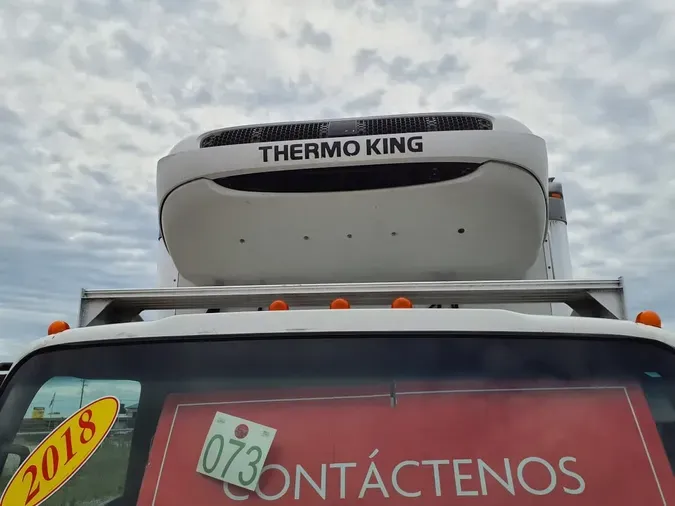 THERMO KING
2018
073
CONTÁCTENOS